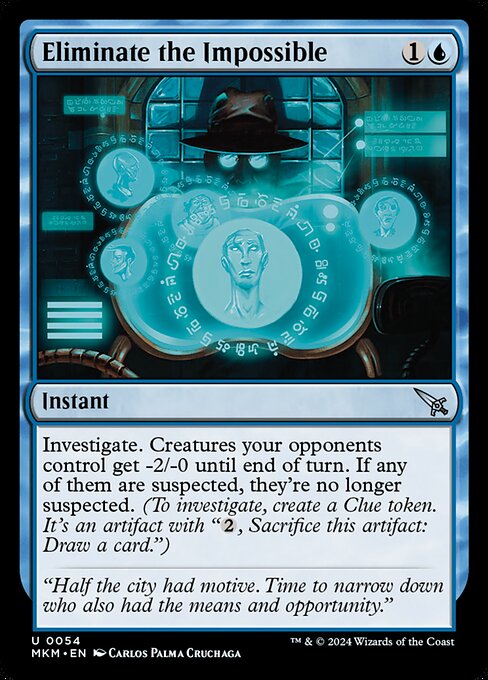 Eliminate the Impossible 1
Instant
Investigate. Creatures your opponents
control get -2/-0 until end of turn. If any
of them are suspected, they're no longer
suspected. (To investigate, create a Clue token.
It's an artifact with “2, Sacrifice this artifact:
Draw a card.”)
“Half the city had motive. Time to narrow down
who also had the means and opportunity.”
U 0054 ™ & © 2024 Wizards of the Coast
MKM • EN Carlos Palma Cruchaga